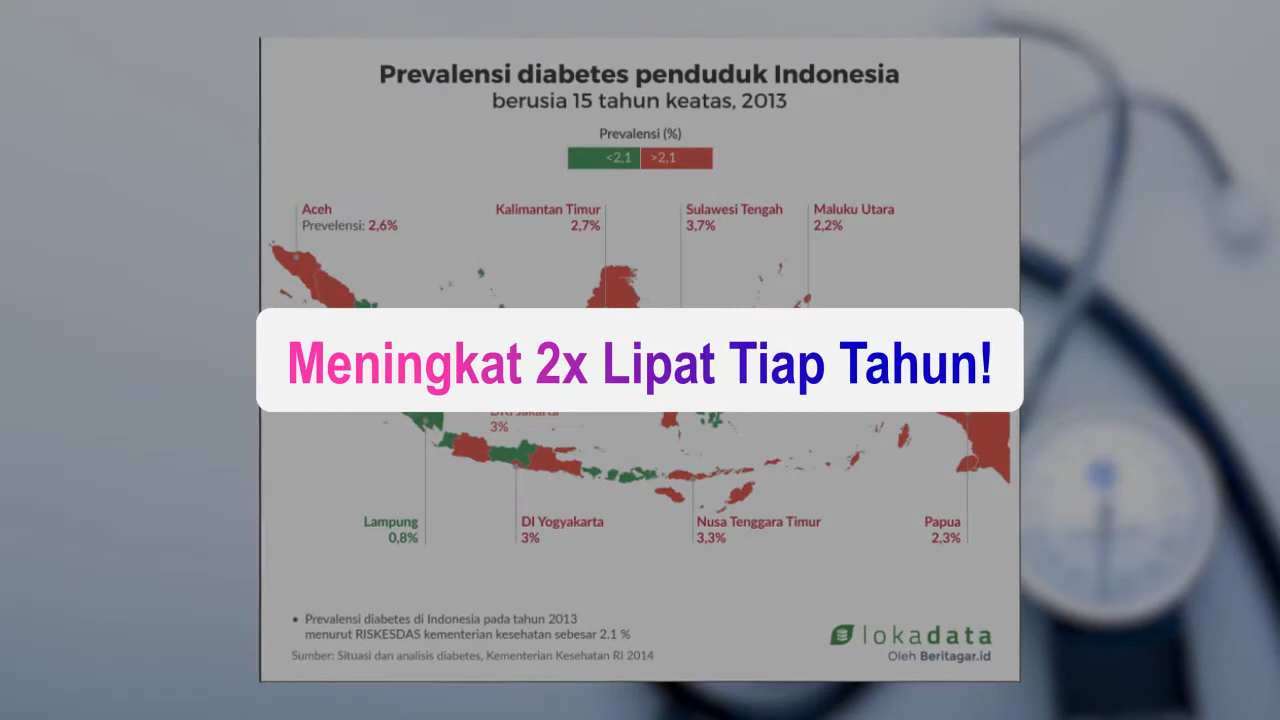 Prevalensi diabetes penduduk Indonesia
berusia 15 tahun keatas, 2013
Prevalensi (%)
<2,1 >2,1
Aceh
Prevelensi: 2,6%
Kalimantan Timur
2,7%
Sulawesi Tengah
3,7%
Maluku Utara
2,2%
Meningkat 2x Lipat Tiap Tahun!
DKI Jakarta
3%
Lampung
0,8%
DI Yogyakarta
3%
Nusa Tenggara Timur
3,3%
Papua
2,3%
• Prevalensi diabetes di Indonesia pada tahun 2013
menurut RISKESDAS kementerian kesehatan sebesar 2.1 %
Sumber: Situasi dan analisis diabetes, Kementerian Kesehatan RI 2014
lokadata
Oleh Beritagar.id